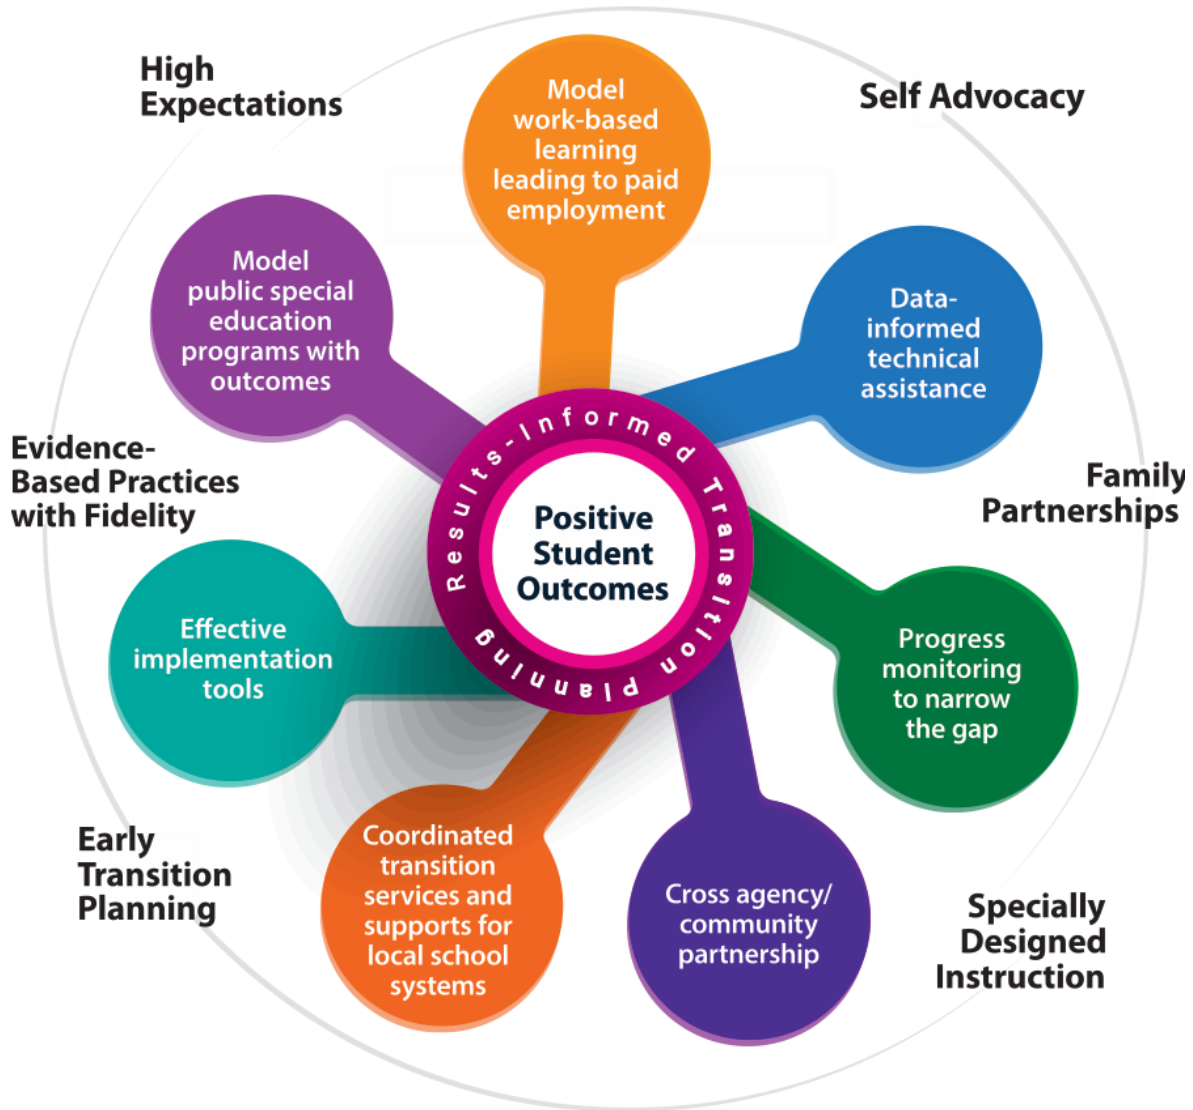 High
Expectations
Self Advocacy
Model
work-based
learning
leading to paid
employment
Model
public special
education
programs with
outcomes
Data-
informed
technical
assistance
Evidence-
Based Practices
with Fidelity
Family
Partnerships
Results-Informed Transition Planning
Positive
Student
Outcomes
Effective
implementation
tools
Progress
monitoring
to narrow
the gap
Early
Transition
Planning
Coordinated
transition
services and
supports for
local school
systems
Cross agency/
community
partnership
Specially
Designed
Instruction